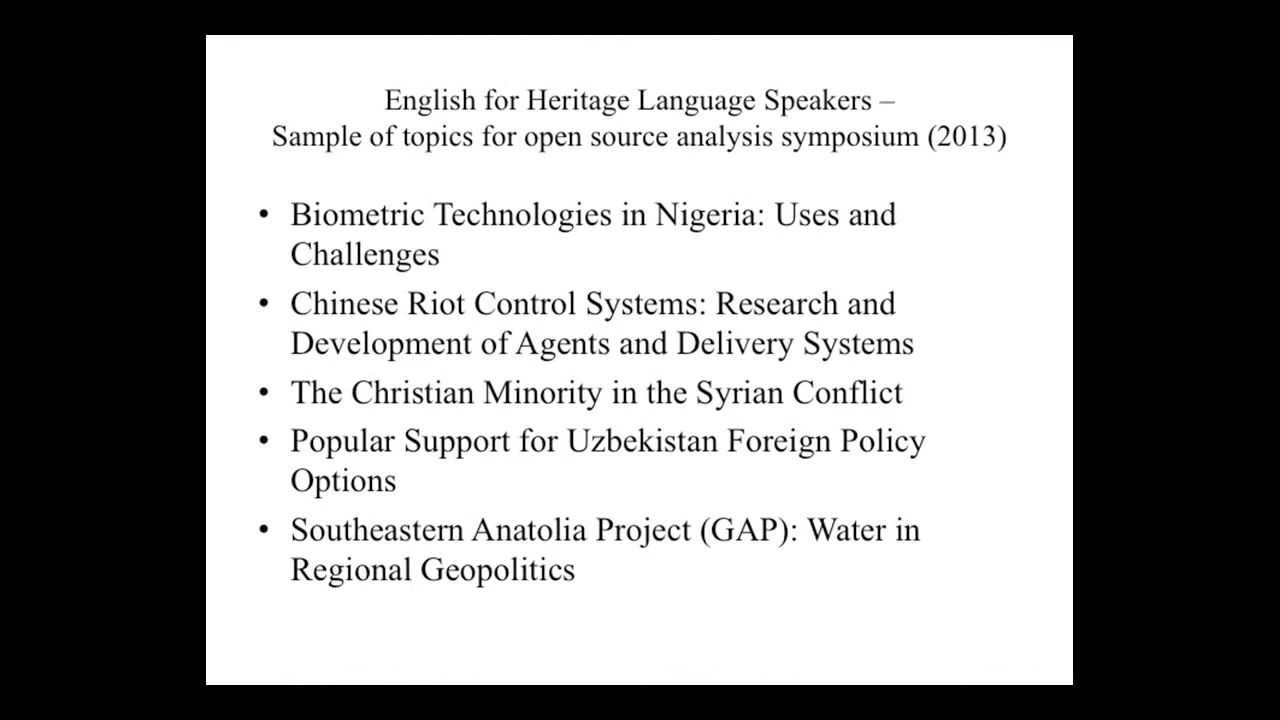 English for Heritage Language Speakers –
Sample of topics for open source analysis symposium (2013)
• Biometric Technologies in Nigeria: Uses and
Challenges
• Chinese Riot Control Systems: Research and
Development of Agents and Delivery Systems
• The Christian Minority in the Syrian Conflict
• Popular Support for Uzbekistan Foreign Policy
Options
• Southeastern Anatolia Project (GAP): Water in
Regional Geopolitics